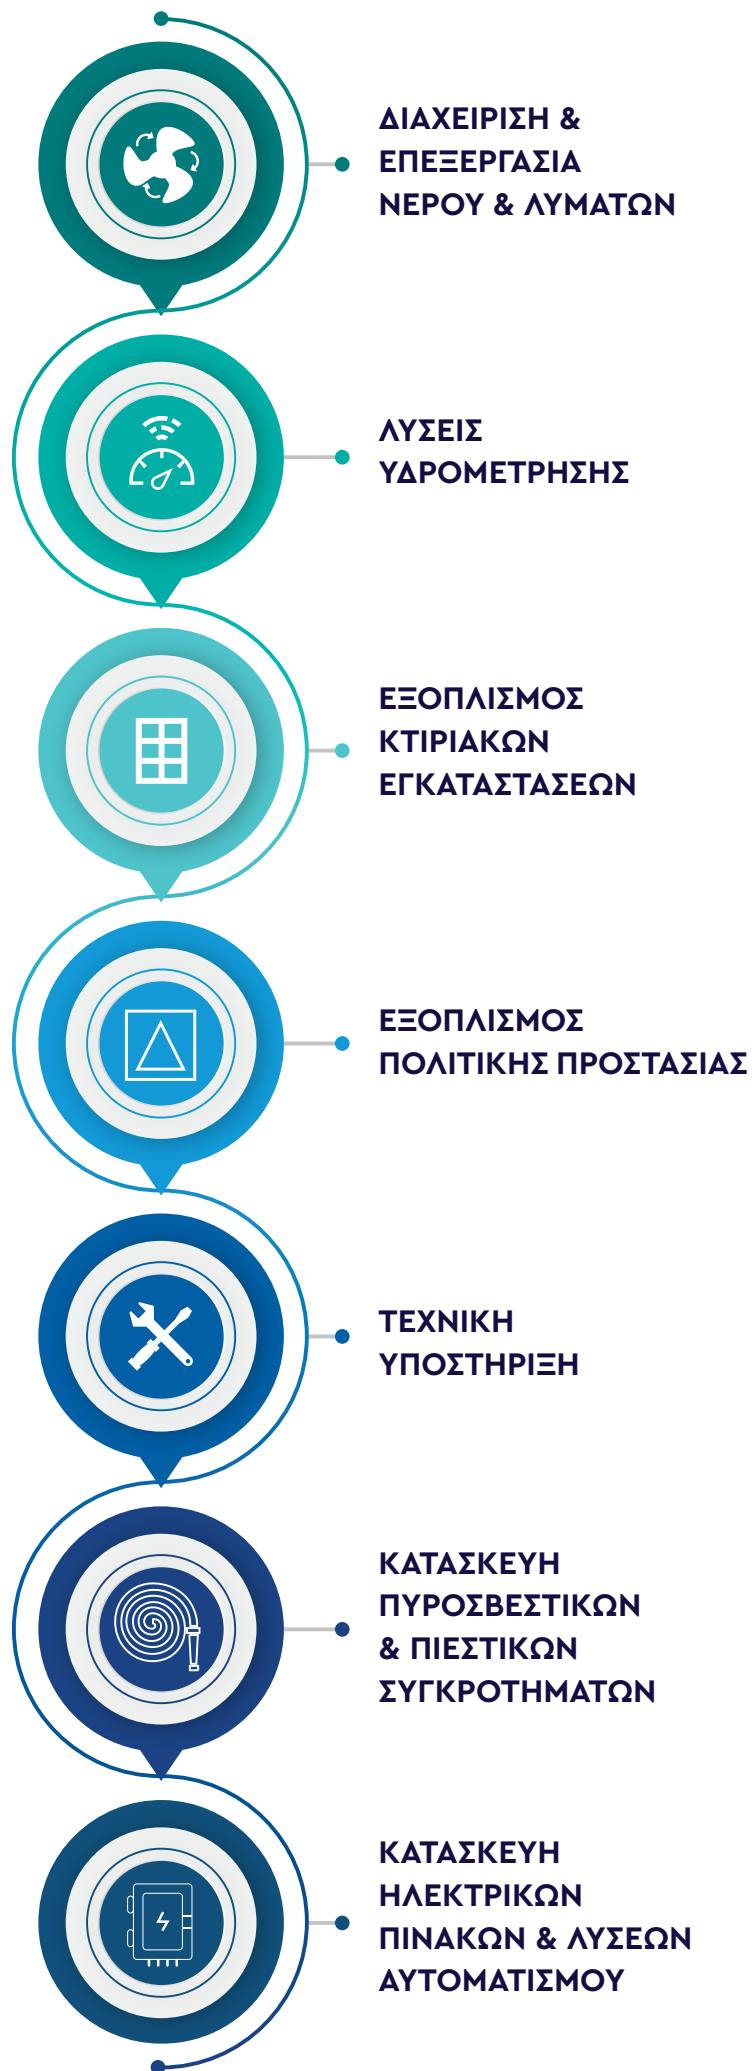 ΔΙΑΧΕΙΡΙΣΗ &
ΕΠΕΞΕΡΓΑΣΙΑ
ΝΕΡΟΥ & ΛΥΜΑΤΩΝ
ΛΥΣΕΙΣ
ΥΔΡΟΜΕΤΡΗΣΗΣ
ΕΞΟΠΛΙΣΜΟΣ
ΚΤΙΡΙΑΚΩΝ
ΕΓΚΑΤΑΣΤΑΣΕΩΝ
ΕΞΟΠΛΙΣΜΟΣ
ΠΟΛΙΤΙΚΗΣ ΠΡΟΣΤΑΣΙΑΣ
ΤΕΧΝΙΚΗ
ΥΠΟΣΤΗΡΙΞΗ
ΚΑΤΑΣΚΕΥΗ
ΠΥΡΟΣΒΕΣΤΙΚΩΝ
& ΠΙΕΣΤΙΚΩΝ
ΣΥΓΚΡΟΤΗΜΑΤΩΝ
ΚΑΤΑΣΚΕΥΗ
ΗΛΕΚΤΡΙΚΩΝ
ΠΙΝΑΚΩΝ & ΛΥΣΕΩΝ
ΑΥΤΟΜΑΤΙΣΜΟΥ